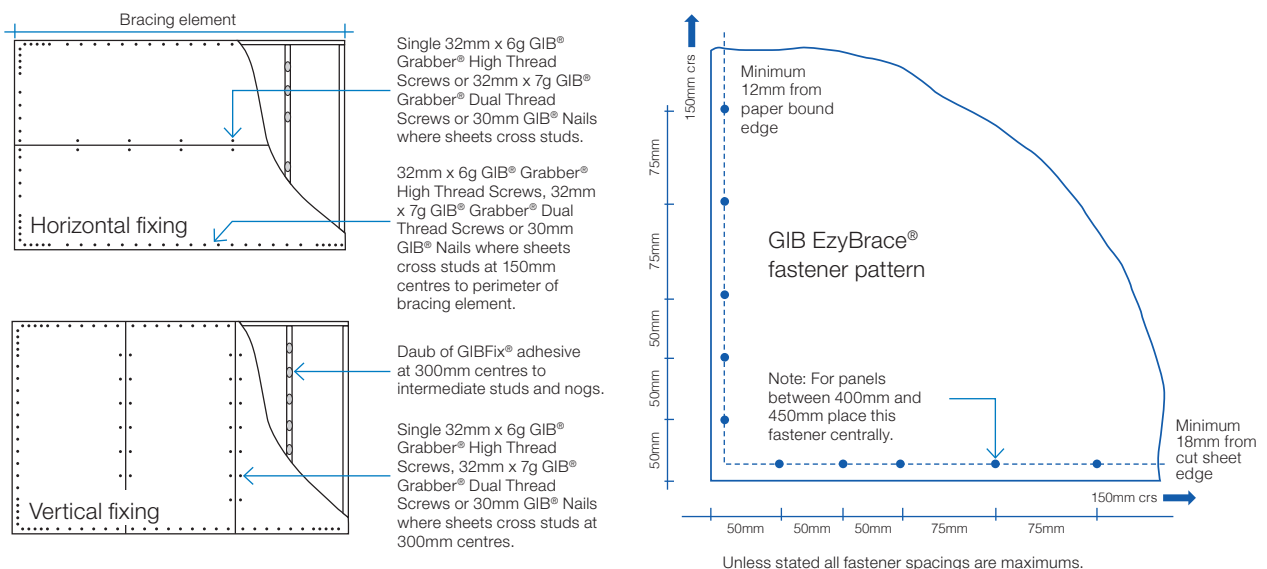 Bracing element
Single 32mm x 6g GIB®
Grabber® High Thread
Screws or 32mm x 7g GIB®
Grabber® Dual Thread
Screws or 30mm GIB® Nails
where sheets cross studs.
32mm x 6g GIB® Grabber®
High Thread Screws, 32mm
x 7g GIB® Grabber® Dual
Thread Screws or 30mm
GIB® Nails where sheets
cross studs at 150mm
centres to perimeter of
bracing element.
Horizontal fixing
Daub of GIBFix® adhesive
at 300mm centres to
intermediate studs and nogs.
Single 32mm x 6g GIB®
Grabber® High Thread
Screws, 32mm x 7g GIB®
Grabber® Dual Thread
Screws or 30mm GIB® Nails
where sheets cross studs at
300mm centres.
Vertical fixing
150mm crs
75mm
75mm
50mm
50mm
50mm
Minimum
12mm from
paper bound
edge
GIB EzyBrace®
fastener pattern
Note: For panels
between 400mm and
450mm place this
fastener centrally.
Minimum
18mm from
cut sheet
edge
150mm crs
50mm
50mm
50mm
75mm
75mm
Unless stated all fastener spacings are maximums.